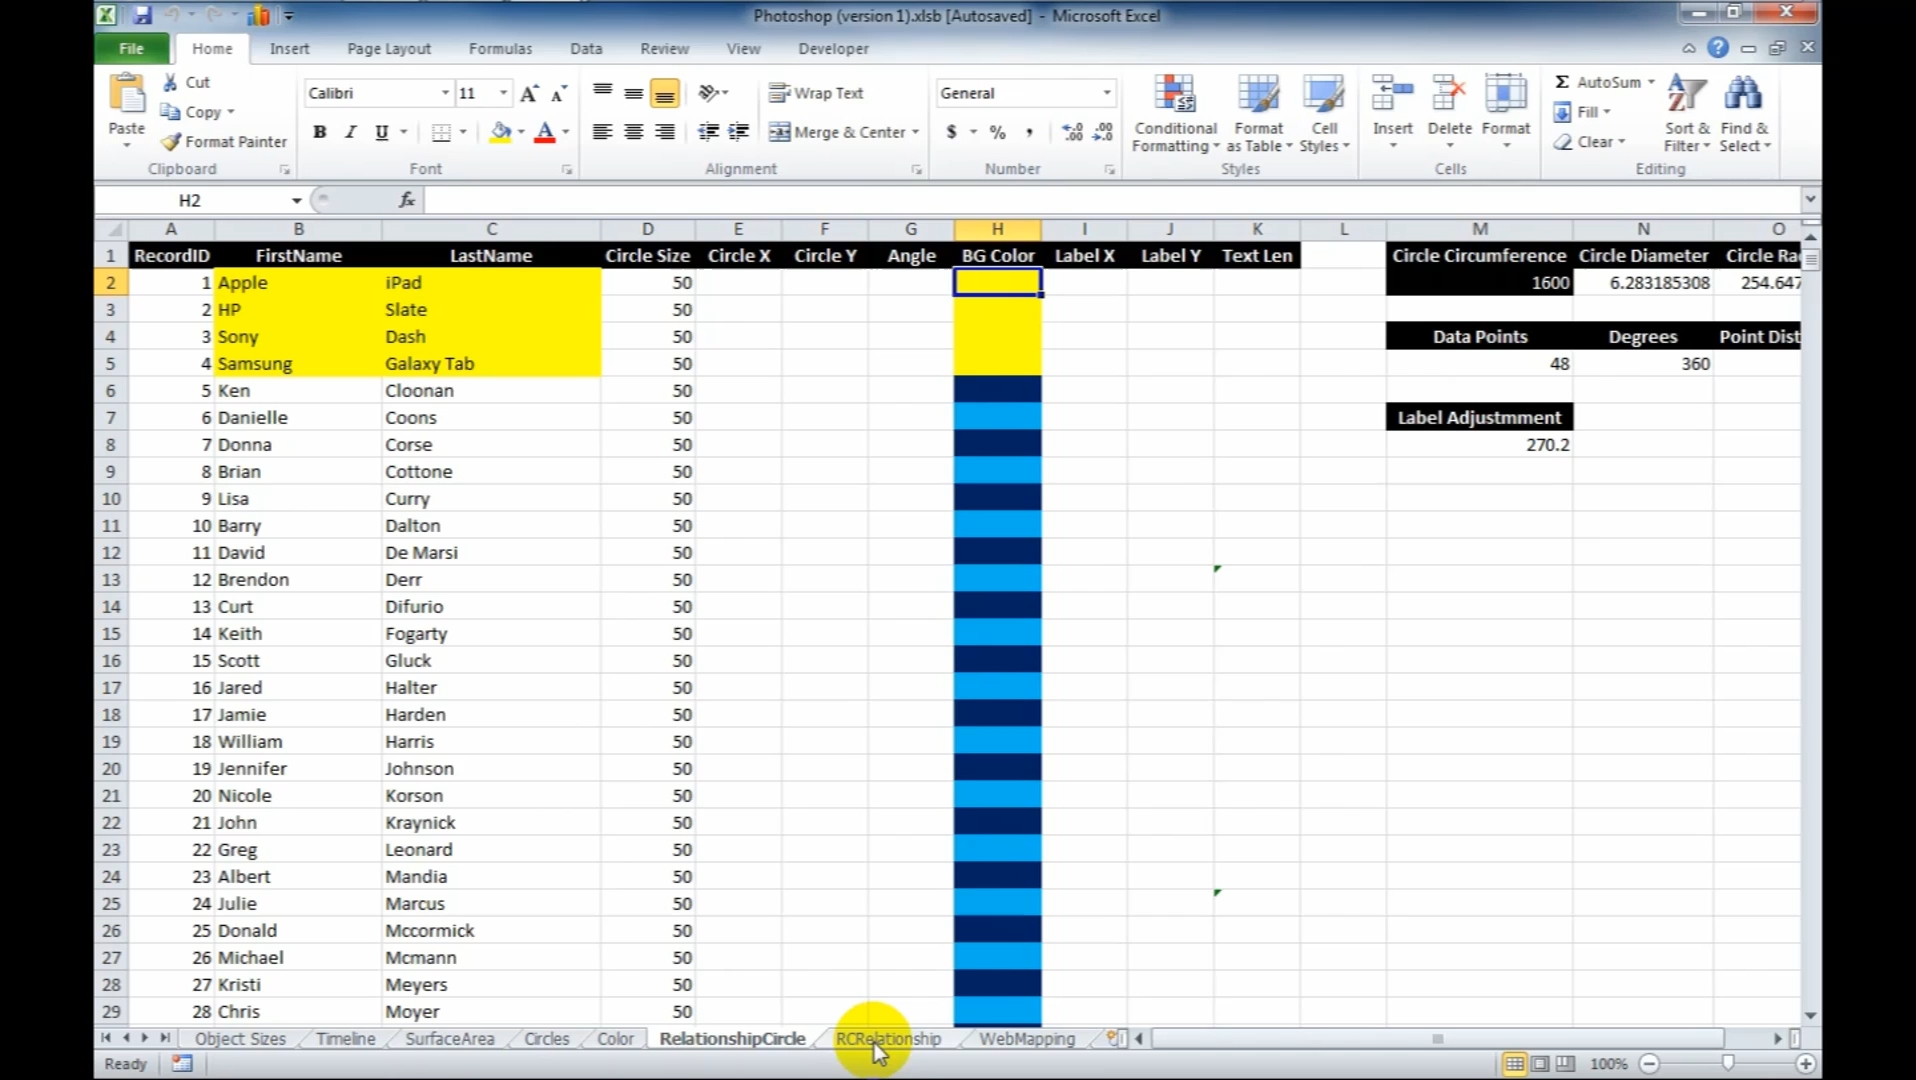 Photoshop (version 1).xlsb [Autosaved] - Microsoft Excel
File Home Insert Page Layout Formulas Data Review View Developer
Paste Cut Copy Format Painter Clipboard
Calibri 11 B I U A Font
Wrap Text Merge & Center Alignment
General $ % , Number
Conditional Formatting Format as Table Cell Styles Styles
Insert Delete Format Cells
Σ AutoSum Fill Clear Sort & Filter Find & Select Editing
H2 fx
A B C D E F G H I J K L M N O
1 RecordID FirstName LastName Circle Size Circle X Circle Y Angle BG Color Label X Label Y Text Len Circle Circumference Circle Diameter Circle Ra
2 1 Apple iPad 50 1600 6.283185308 254.647
3 2 HP Slate 50
4 3 Sony Dash 50 Data Points Degrees Point Dist
5 4 Samsung Galaxy Tab 50 48 360
6 5 Ken Cloonan 50
7 6 Danielle Coons 50 Label Adjustmment
8 7 Donna Corse 50 270.2
9 8 Brian Cottone 50
10 9 Lisa Curry 50
11 10 Barry Dalton 50
12 11 David De Marsi 50
13 12 Brendon Derr 50
14 13 Curt Difurio 50
15 14 Keith Fogarty 50
16 15 Scott Gluck 50
17 16 Jared Halter 50
18 17 Jamie Harden 50
19 18 William Harris 50
20 19 Jennifer Johnson 50
21 20 Nicole Korson 50
22 21 John Kraynick 50
23 22 Greg Leonard 50
24 23 Albert Mandia 50
25 24 Julie Marcus 50
26 25 Donald Mccormick 50
27 26 Michael Mcmann 50
28 27 Kristi Meyers 50
29 28 Chris Moyer 50
Object Sizes Timeline SurfaceArea Circles Color RelationshipCircle RCRelationship WebMapping
Ready 100%